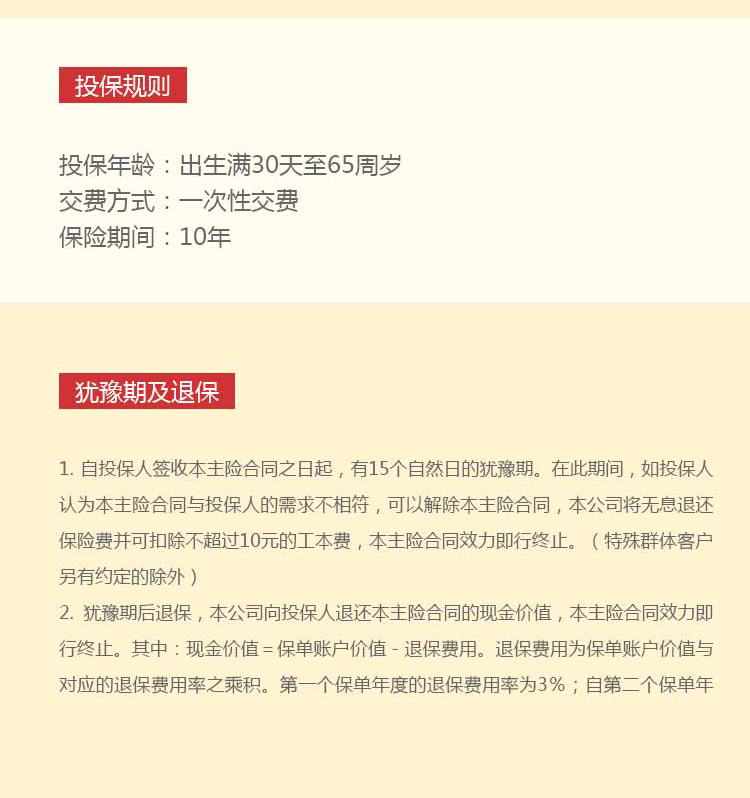 投保规则
投保年龄：出生满30天至65周岁
交费方式：一次性交费
保险期间：10年
犹豫期及退保
1. 自投保人签收本主险合同之日起，有15个自然日的犹豫期。在此期间，如投保人
认为本主险合同与投保人的需求不相符，可以解除本主险合同，本公司将无息退还
保险费并可扣除不超过10元的工本费，本主险合同效力即行终止。（特殊群体客户
另有约定的除外）
2. 犹豫期后退保，本公司向投保人退还本主险合同的现金价值，本主险合同效力即
行终止。其中：现金价值＝保单账户价值－退保费用。退保费用为保单账户价值与
对应的退保费用率之乘积。第一个保单年度的退保费用率为3%；自第二个保单年